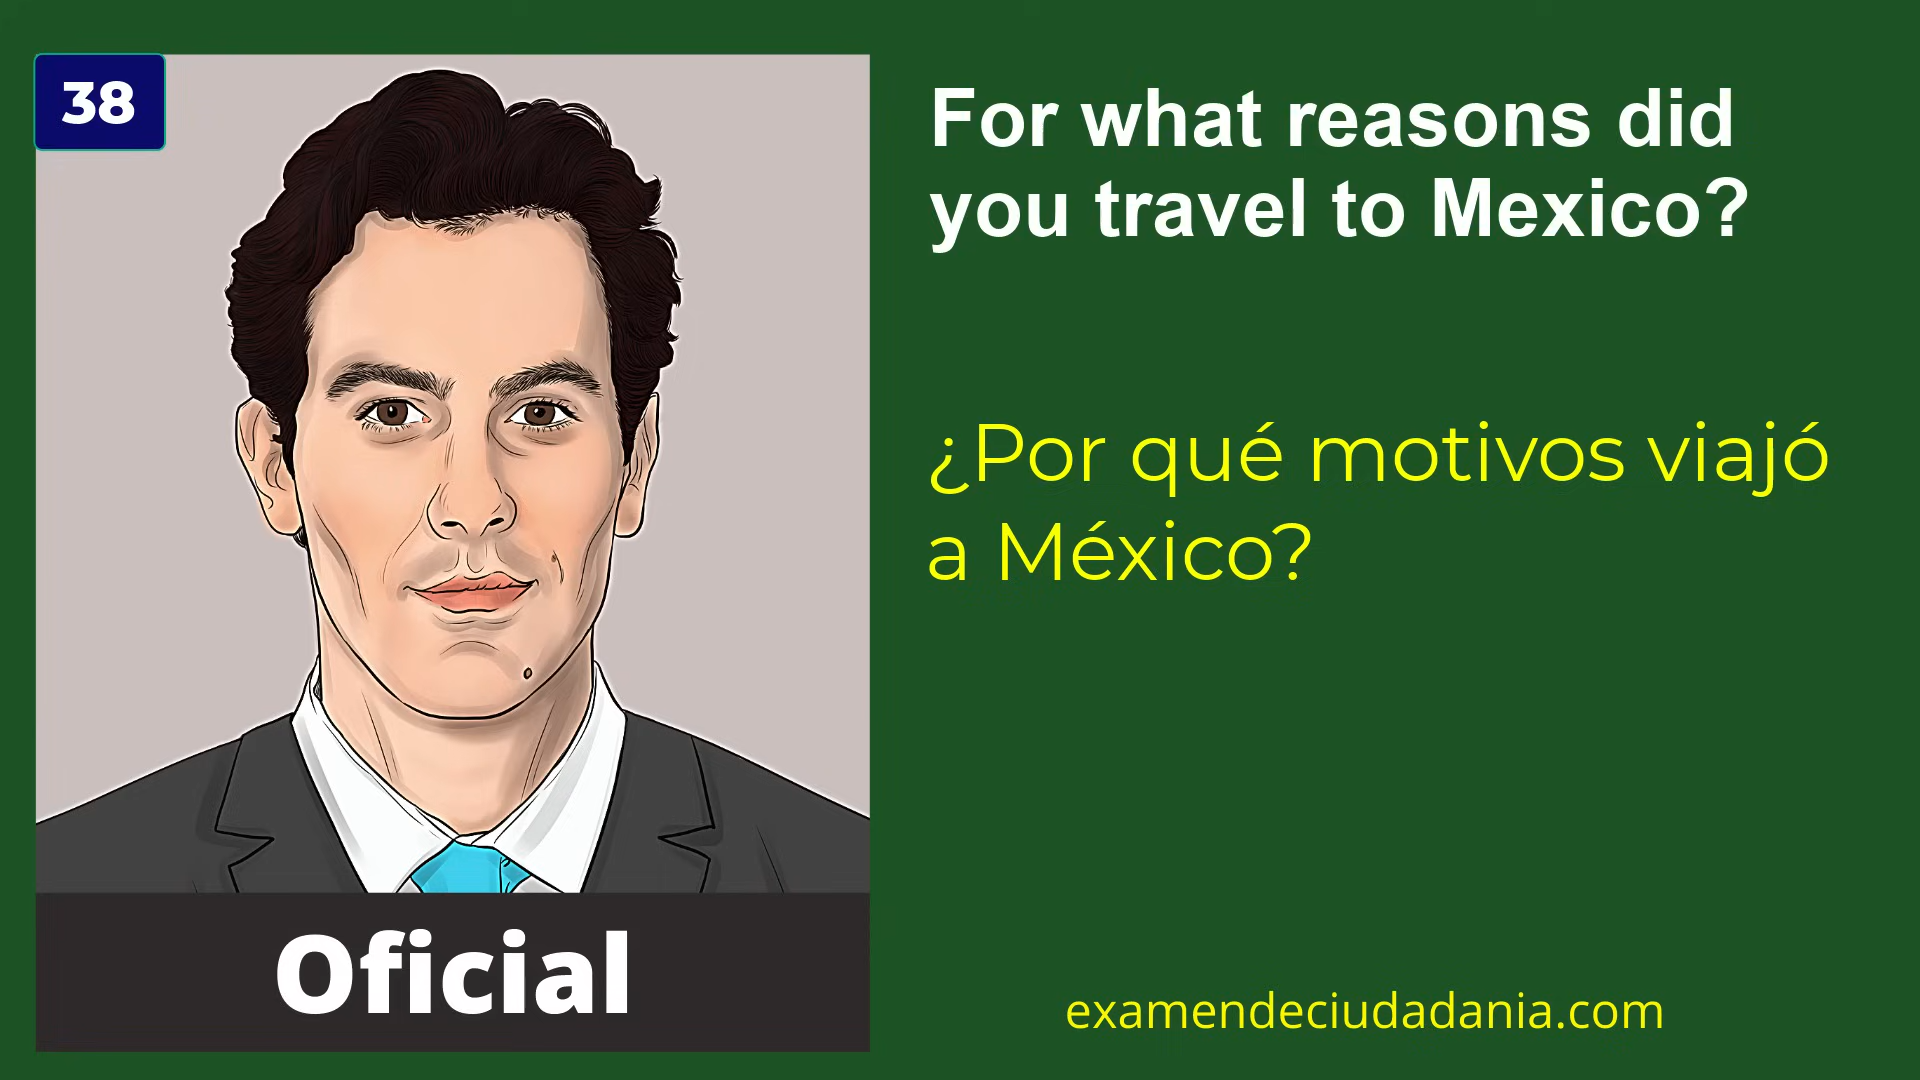 38
For what reasons did
you travel to Mexico?
¿Por qué motivos viajó
a México?
Oficial
examendeciudadania.com